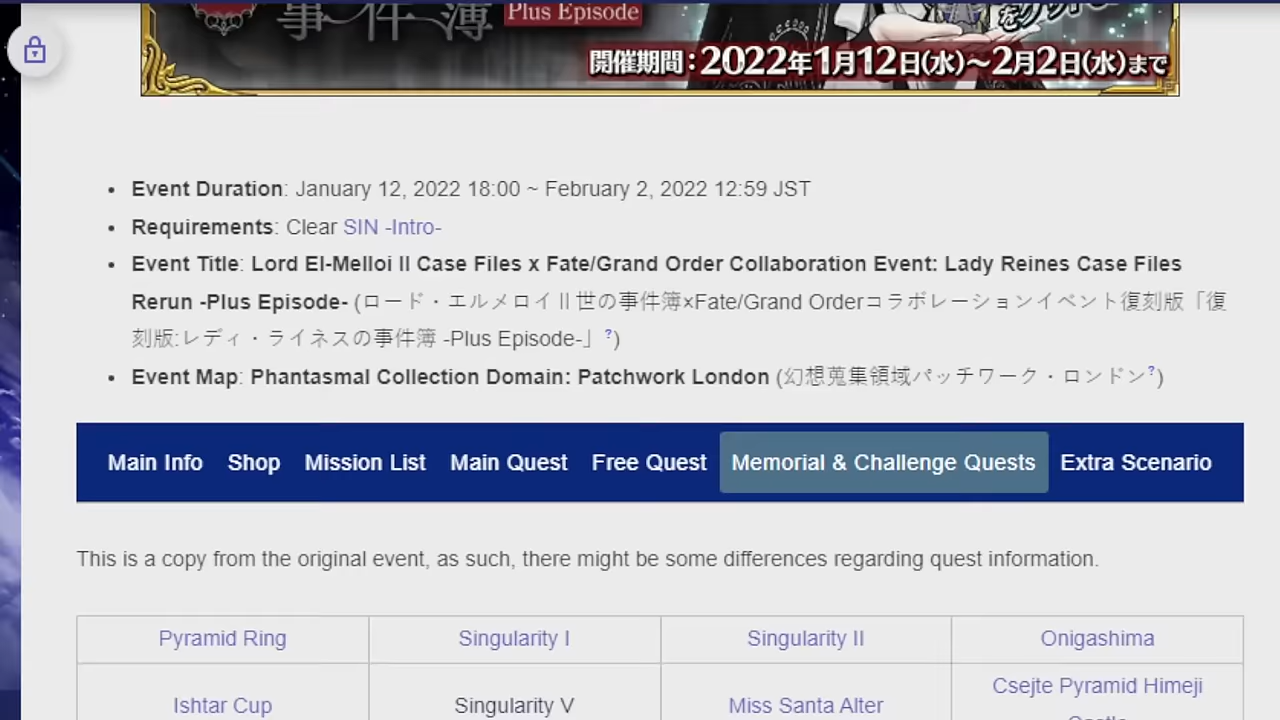 事件簿 Plus Episode
開催期間：2022年1月12日(水)～2月2日(水)まで
• Event Duration: January 12, 2022 18:00 ~ February 2, 2022 12:59 JST
• Requirements: Clear SIN -Intro-
• Event Title: Lord El-Melloi II Case Files x Fate/Grand Order Collaboration Event: Lady Reines Case Files
Rerun -Plus Episode- (ロード・エルメロイⅡ世の事件簿×Fate/Grand Orderコラボレーションイベント復刻版「復
刻版:レディ・ライネスの事件簿 -Plus Episode-」?)
• Event Map: Phantasmal Collection Domain: Patchwork London (幻想蒐集領域パッチワーク・ロンドン?)
Main Info Shop Mission List Main Quest Free Quest Memorial & Challenge Quests Extra Scenario
This is a copy from the original event, as such, there might be some differences regarding quest information.
Pyramid Ring Singularity I Singularity II Onigashima
Ishtar Cup Singularity V Miss Santa Alter Csejte Pyramid Himeji